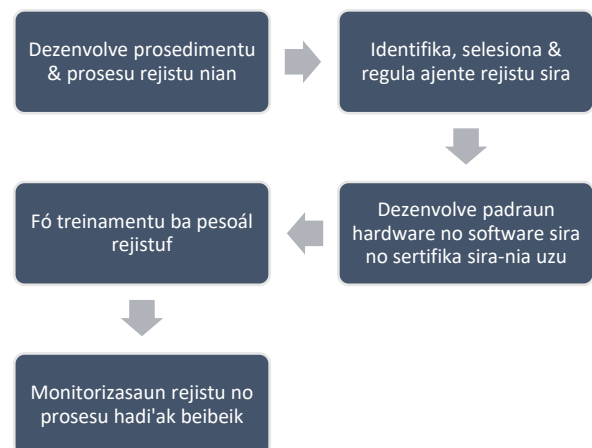 Dezenvolve prosedimentu
& prosesu rejistu nian
Identifika, selesiona &
regula ajente rejistu sira
Dezenvolve padraun
hardware no software sira
no sertifika sira-nia uzu
Fó treinamentu ba pesoál
rejistuf
Monitorizasaun rejistu no
prosesu hadi'ak beibeik